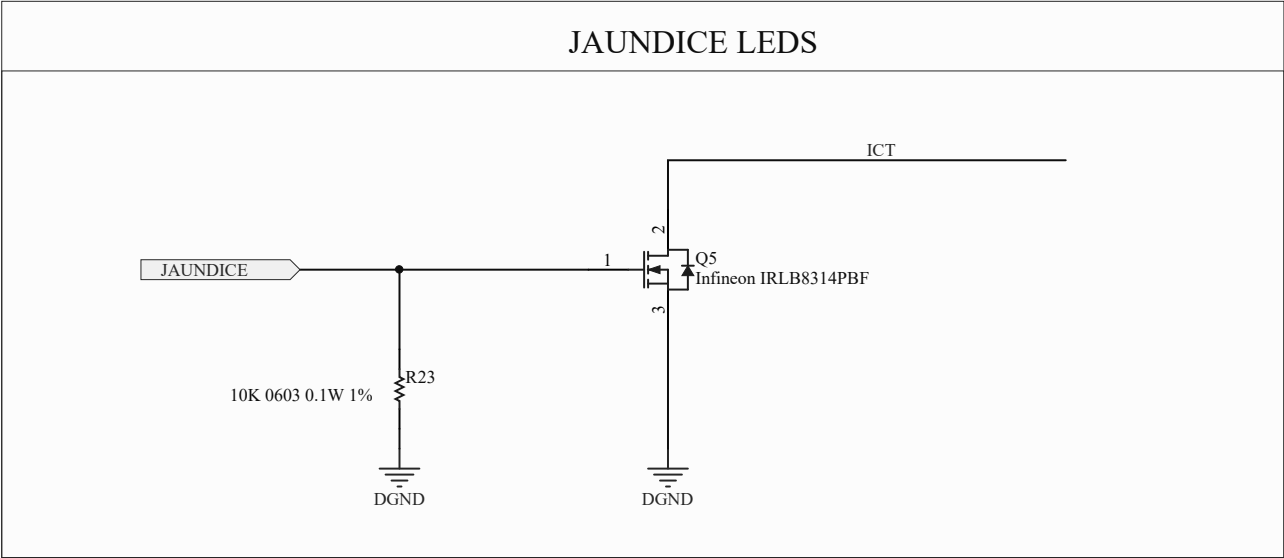 JAUNDICE LEDS
ICT
2
1
JAUNDICE
Q5
Infineon IRLB8314PBF
3
R23
10K 0603 0.1W 1%
DGND
DGND